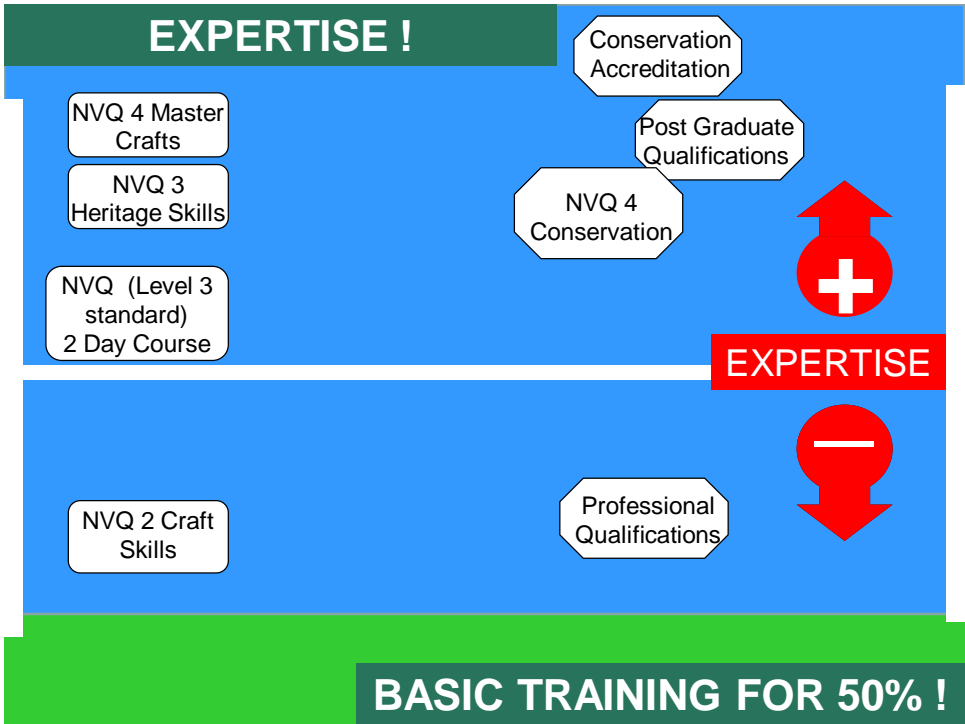 EXPERTISE !
Conservation
Accreditation
NVQ 4 Master
Crafts
Post Graduate
Qualifications
NVQ 3
Heritage Skills
NVQ 4
Conservation
NVQ (Level 3
standard)
2 Day Course
+
EXPERTISE
–
NVQ 2 Craft
Skills
Professional
Qualifications
BASIC TRAINING FOR 50% !